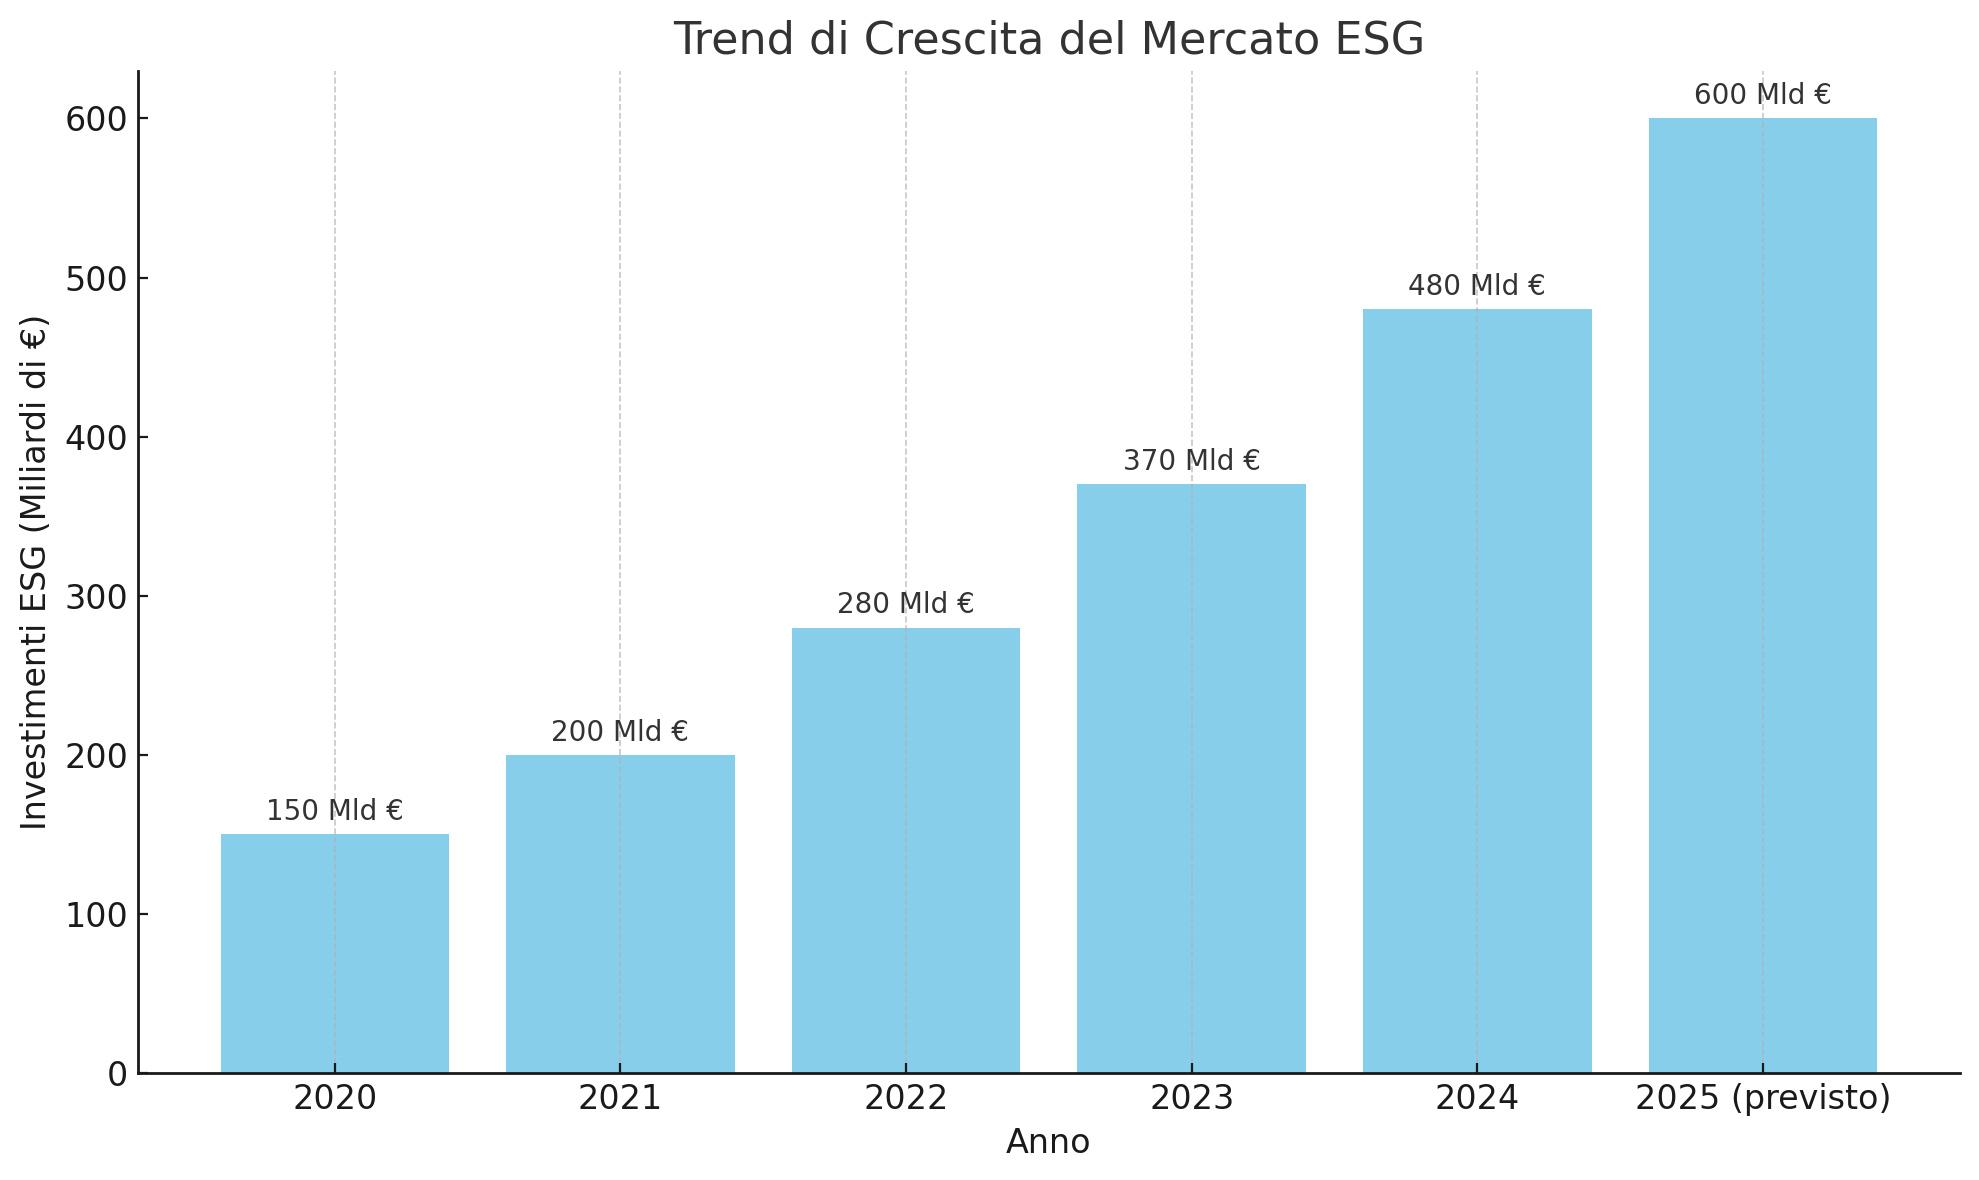 Trend di Crescita del Mercato ESG
Investimenti ESG (Miliardi di €)
600
500
400
300
200
100
0
150 Mld €
200 Mld €
280 Mld €
370 Mld €
480 Mld €
600 Mld €
2020
2021
2022
2023
2024
2025 (previsto)
Anno